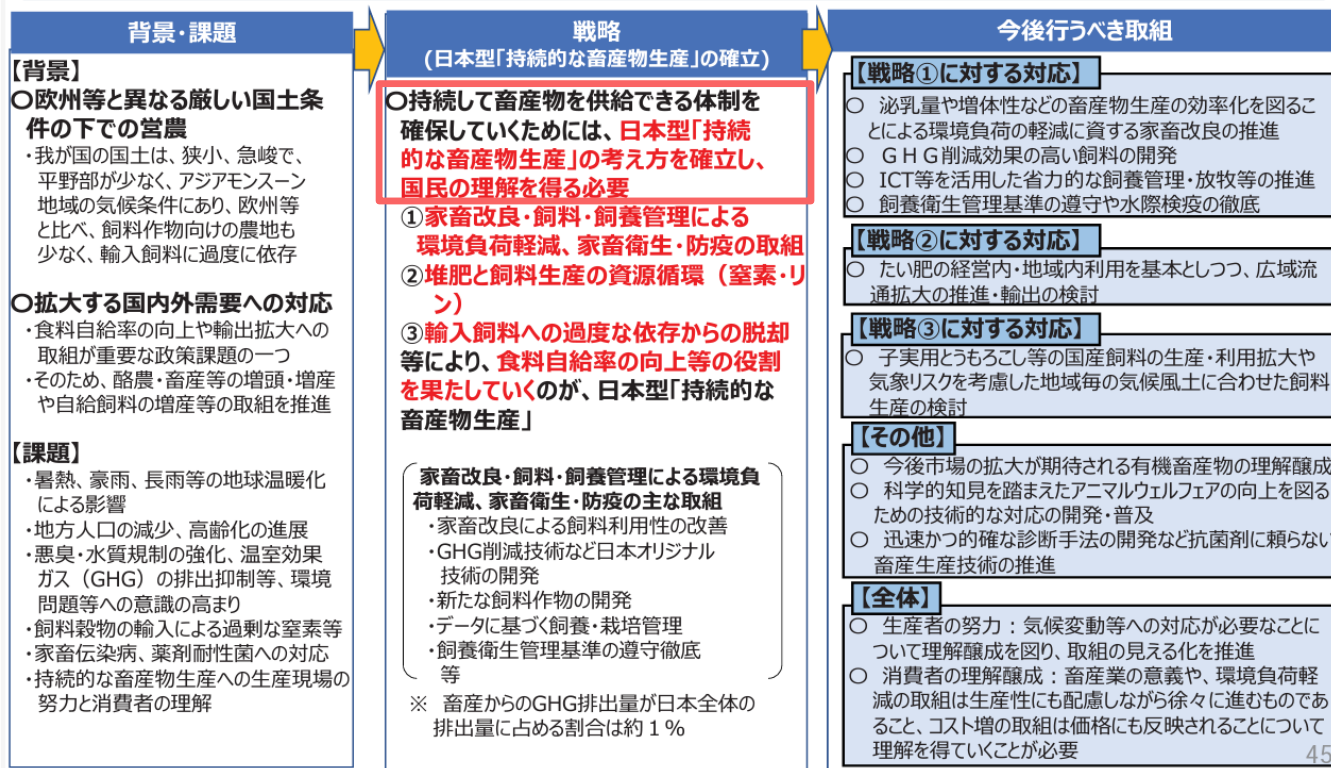 背景・課題
【背景】
〇欧州等と異なる厳しい国土条
件の下での営農
・我が国の国土は、狭小、急峻で、
平野部が少なく、アジアモンスーン
地域の気候条件にあり、欧州等
と比べ、飼料作物向けの農地も
少なく、輸入飼料に過度に依存
〇拡大する国内外需要への対応
・食料自給率の向上や輸出拡大への
取組が重要な政策課題の一つ
・そのため、酪農・畜産等の増頭・増産
や自給飼料の増産等の取組を推進
【課題】
・暑熱、豪雨、長雨等の地球温暖化
による影響
・地方人口の減少、高齢化の進展
・悪臭・水質規制の強化、温室効果
ガス（GHG）の排出抑制等、環境
問題等への意識の高まり
・飼料穀物の輸入による過剰な窒素等
・家畜伝染病、薬剤耐性菌への対応
・持続的な畜産物生産への生産現場の
努力と消費者の理解
戦略
(日本型「持続的な畜産物生産」の確立)
〇持続して畜産物を供給できる体制を
確保していくためには、日本型「持続
的な畜産物生産」の考え方を確立し、
国民の理解を得る必要
①家畜改良・飼料・飼養管理による
環境負荷軽減、家畜衛生・防疫の取組
②堆肥と飼料生産の資源循環（窒素・リ
ン）
③輸入飼料への過度な依存からの脱却
等により、食料自給率の向上等の役割
を果たしていくのが、日本型「持続的な
畜産物生産」
家畜改良・飼料・飼養管理による環境負
荷軽減、家畜衛生・防疫の主な取組
・家畜改良による飼料利用性の改善
・GHG削減技術など日本オリジナル
技術の開発
・新たな飼料作物の開発
・データに基づく飼養・栽培管理
・飼養衛生管理基準の遵守徹底
等
※ 畜産からのGHG排出量が日本全体の
排出量に占める割合は約１％
今後行うべき取組
【戦略①に対する対応】
○ 泌乳量や増体性などの畜産物生産の効率化を図るこ
とによる環境負荷の軽減に資する家畜改良の推進
○ ＧＨＧ削減効果の高い飼料の開発
○ ICT等を活用した省力的な飼養管理・放牧等の推進
○ 飼養衛生管理基準の遵守や水際検疫の徹底
【戦略②に対する対応】
○ たい肥の経営内・地域内利用を基本としつつ、広域流
通拡大の推進・輸出の検討
【戦略③に対する対応】
○ 子実用とうもろこし等の国産飼料の生産・利用拡大や
気象リスクを考慮した地域毎の気候風土に合わせた飼料
生産の検討
【その他】
○ 今後市場の拡大が期待される有機畜産物の理解醸成
○ 科学的知見を踏まえたアニマルウェルフェアの向上を図る
ための技術的な対応の開発・普及
○ 迅速かつ的確な診断手法の開発など抗菌剤に頼らない
畜産生産技術の推進
【全体】
○ 生産者の努力：気候変動等への対応が必要なことに
ついて理解醸成を図り、取組の見える化を推進
○ 消費者の理解醸成：畜産業の意義や、環境負荷軽
減の取組は生産性にも配慮しながら徐々に進むものであ
ること、コスト増の取組は価格にも反映されることについて
理解を得ていくことが必要
45